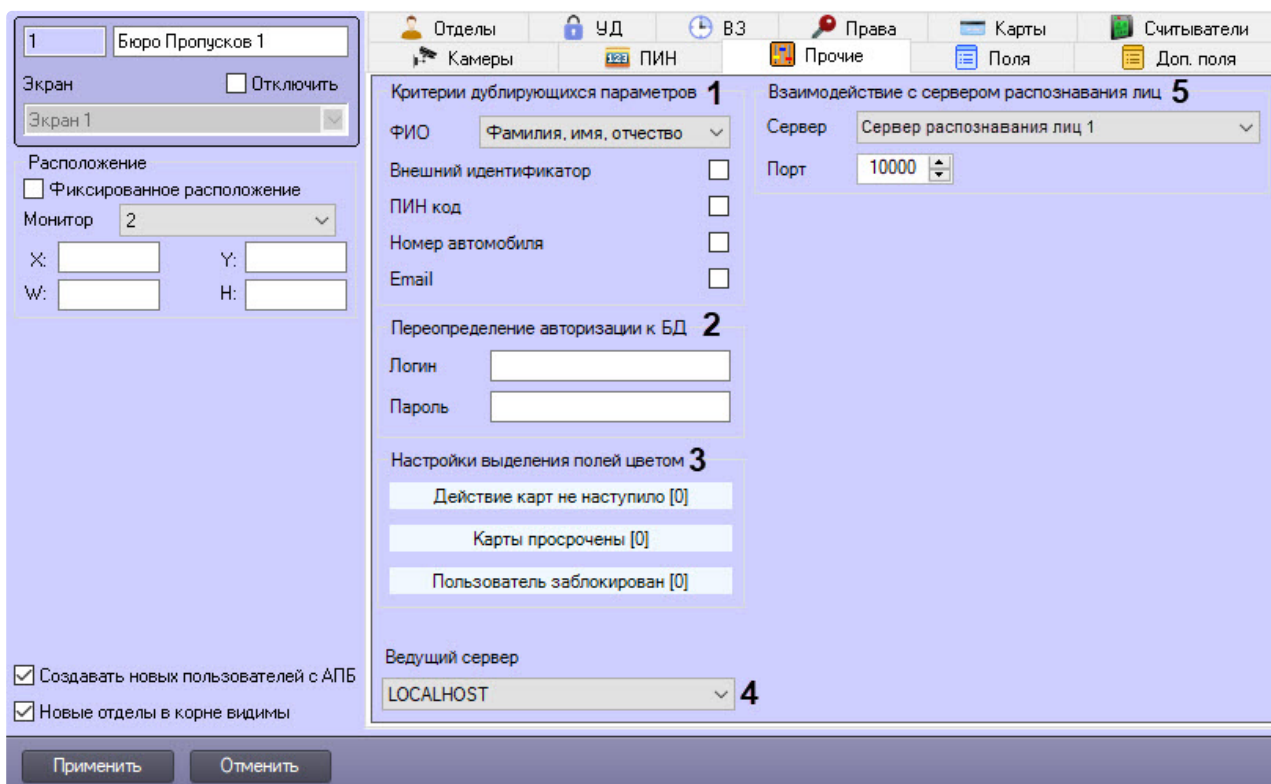 1
Бюро Пропусков 1
Экран
Отключить
Экран 1
Расположение
Фиксированное расположение
Монитор
2
X:
Y:
W:
H:
Создавать новых пользователей с АПБ
Новые отделы в корне видимы
Отделы
УД
ВЗ
Права
Карты
Считыватели
Камеры
123
ПИН
Прочие
Поля
Доп. поля
Критерии дублирующихся параметров 1
ФИО
Фамилия, имя, отчество
Внешний идентификатор
ПИН код
Номер автомобиля
Email
Переопределение авторизации к БД 2
Логин
Пароль
Настройки выделения полей цветом 3
Действие карт не наступило [0]
Карты просрочены [0]
Пользователь заблокирован [0]
Ведущий сервер
LOCALHOST
4
Взаимодействие с сервером распознавания лиц 5
Сервер
Сервер распознавания лиц 1
Порт
10000
Применить
Отменить